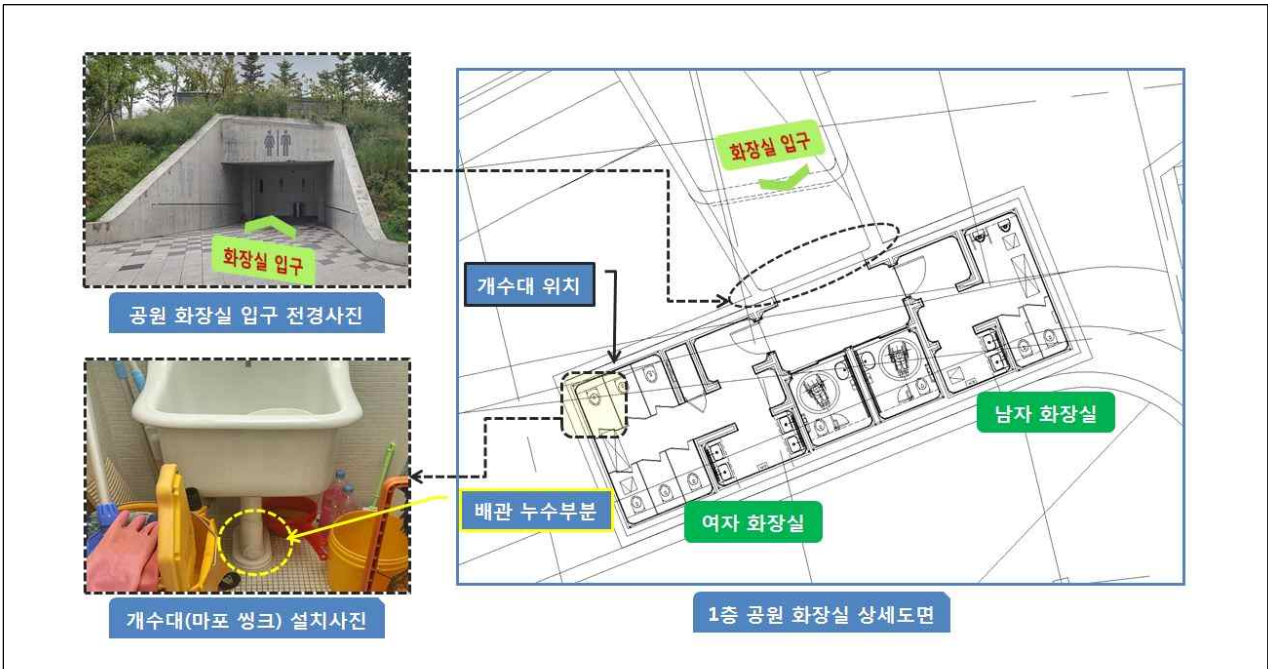 화장실 입구
공원 화장실 입구 전경사진
개수대(마포 씽크) 설치사진
화장실 입구
개수대 위치
배관 누수부분
남자 화장실
여자 화장실
1층 공원 화장실 상세도면